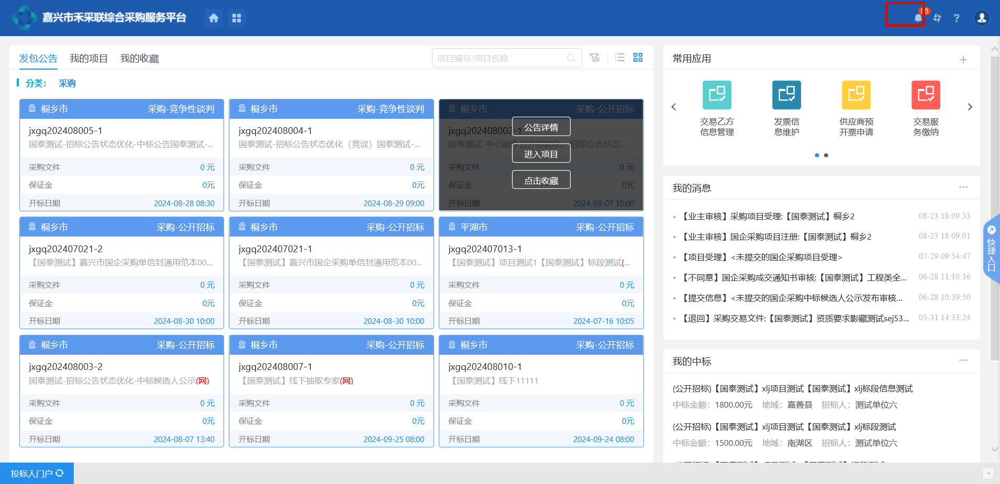 嘉兴市禾采联综合采购服务平台
88
?
发包公告 我的项目 我的收藏
项目编号/项目名称
分类： 采购
桐乡市 采购-竞争性谈判
jxgq202408005-1
国泰测试-招标公告状态优化-中标公告国泰测试-...
采购文件 0 元
保证金 0元
开标日期 2024-08-28 08:30
桐乡市 采购-竞争性谈判
jxgq202408004-1
国泰测试-招标公告状态优化（竞谈）国泰测试-...
采购文件 0 元
保证金 0元
开标日期 2024-08-29 09:00
桐乡市 采购-公开招标
jxgq202408002-1
国泰测试-中心端今日开标优化、招标公告状态...
采购文件 0 元
保证金 0元
开标日期 2024-08-07 10:00
公告详情
进入项目
点击收藏
桐乡市 采购-公开招标
jxgq202407021-2
【国泰测试】嘉兴市国企采购单信封通用范本00...
采购文件 0 元
保证金 0元
开标日期 2024-08-30 10:00
桐乡市 采购-公开招标
jxgq202407021-1
【国泰测试】嘉兴市国企采购单信封通用范本00...
采购文件 0 元
保证金 0元
开标日期 2024-08-30 10:00
平湖市 采购-公开招标
jxgq202407013-1
【国泰测试】项目测试1【国泰测试】标段测试(...
采购文件 0 元
保证金 0元
开标日期 2024-07-16 10:05
桐乡市 采购-公开招标
jxgq202408003-2
国泰测试-招标公告状态优化-中标候选人公示(网)
采购文件 0 元
保证金 0元
开标日期 2024-08-07 13:40
桐乡市 采购-公开招标
jxgq202408007-1
【国泰测试】线下抽取专家(网)
采购文件 0 元
保证金 0元
开标日期 2024-09-25 08:00
桐乡市 采购-公开招标
jxgq202408010-1
【国泰测试】线下11111
采购文件 0 元
保证金 0元
开标日期 2024-09-24 08:00
常用应用
交易乙方
信息管理
发票信
息维护
供应商预
开票申请
交易服
务缴纳
我的消息
【业主审核】采购项目受理:【国泰测试】桐乡2 08-23 18:09:33
【业主审核】国企采购项目注册:【国泰测试】桐乡2 08-23 18:09:01
【项目受理】<未提交的国企采购项目受理> 07-29 09:54:47
【不同意】国企采购成交通知书审核:【国泰测试】工程类全... 06-28 11:10:16
【提交信息】<未提交的国企采购中标候选人公示发布审核... 06-28 10:39:50
【退回】采购交易文件:【国泰测试】资质要求影藏测试sej53... 05-31 14:33:24
快捷入口
我的中标
(公开招标)【国泰测试】xlj项目测试【国泰测试】xlj标段信息测试
中标金额：1800.00元 地域：嘉善县 招标人：测试单位六
(公开招标)【国泰测试】xlj项目测试【国泰测试】xlj标段测试
中标金额：1500.00元 地域：南湖区 招标人：测试单位六
投标人门户